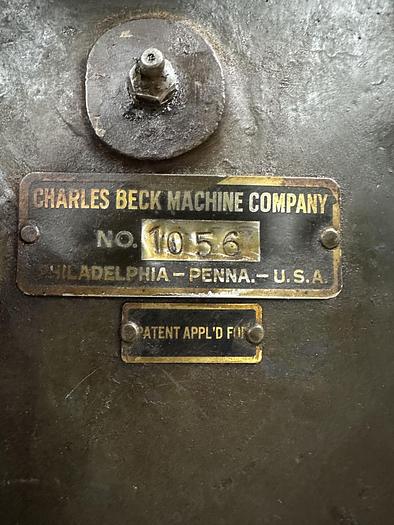 CHARLES BECK MACHINE COMPANY
NO. 1056
PHILADELPHIA – PENNA. – U.S.A.
PATENT APPL'D FOR